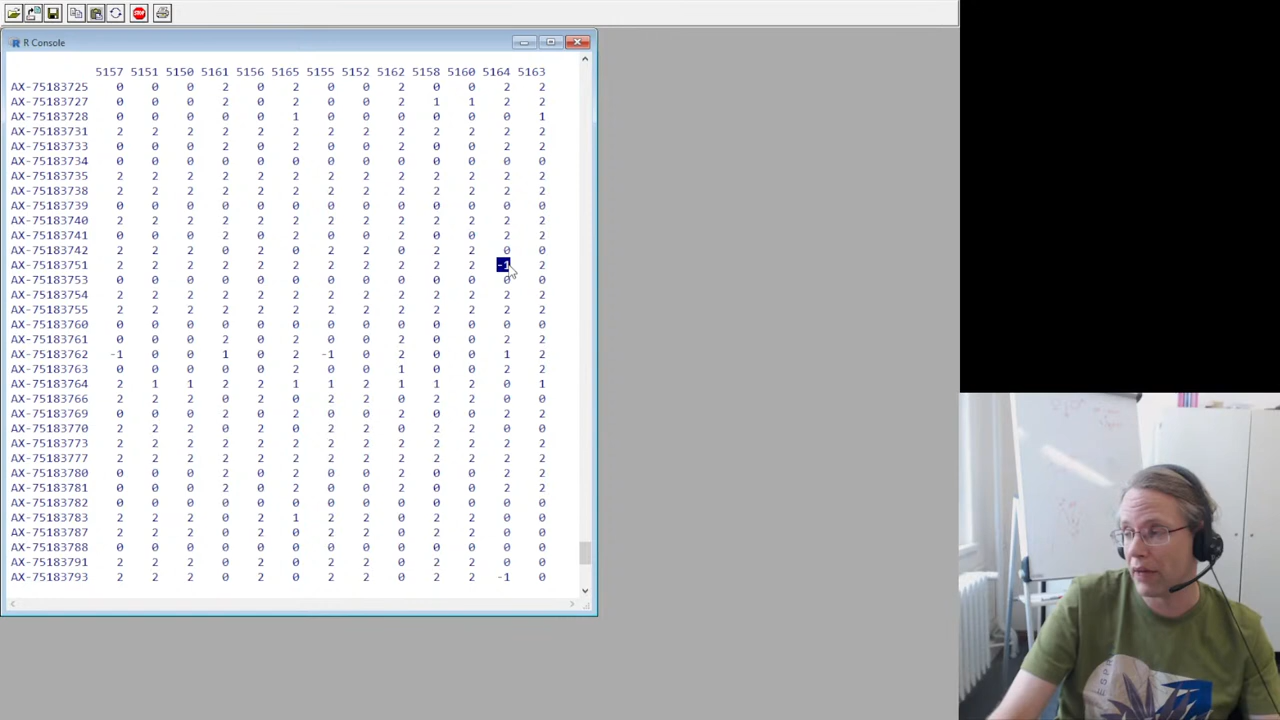 R Console
5157 5151 5150 5161 5156 5165 5155 5152 5162 5158 5160 5164 5163
AX-75183725 0 0 0 2 0 2 0 0 2 0 0 2 2
AX-75183727 0 0 0 2 0 2 0 0 2 1 1 2 2
AX-75183728 0 0 0 0 0 1 0 0 0 0 0 0 1
AX-75183731 2 2 2 2 2 2 2 2 2 2 2 2 2
AX-75183733 0 0 0 2 0 2 0 0 2 0 0 2 2
AX-75183734 0 0 0 0 0 0 0 0 0 0 0 0 0
AX-75183735 2 2 2 2 2 2 2 2 2 2 2 2 2
AX-75183738 2 2 2 2 2 2 2 2 2 2 2 2 2
AX-75183739 0 0 0 0 0 0 0 0 0 0 0 0 0
AX-75183740 2 2 2 2 2 2 2 2 2 2 2 2 2
AX-75183741 0 0 0 2 0 2 0 0 2 0 0 2 2
AX-75183742 2 2 2 0 2 0 2 2 0 2 2 0 0
AX-75183751 2 2 2 2 2 2 2 2 2 2 2 -1 2
AX-75183753 0 0 0 0 0 0 0 0 0 0 0 0 0
AX-75183754 2 2 2 2 2 2 2 2 2 2 2 2 2
AX-75183755 2 2 2 2 2 2 2 2 2 2 2 2 2
AX-75183760 0 0 0 0 0 0 0 0 0 0 0 0 0
AX-75183761 0 0 0 2 0 2 0 0 2 0 0 2 2
AX-75183762 -1 0 0 1 0 2 -1 0 2 0 0 1 2
AX-75183763 0 0 0 0 0 2 0 0 1 0 0 2 2
AX-75183764 2 1 1 2 2 1 1 2 1 1 2 0 1
AX-75183766 2 2 2 0 2 0 2 2 0 2 2 0 0
AX-75183769 0 0 0 2 0 2 0 0 2 0 0 2 2
AX-75183770 2 2 2 0 2 0 2 2 0 2 2 0 0
AX-75183773 2 2 2 2 2 2 2 2 2 2 2 2 2
AX-75183777 2 2 2 2 2 2 2 2 2 2 2 2 2
AX-75183780 0 0 0 2 0 2 0 0 2 0 0 2 2
AX-75183781 0 0 0 2 0 2 0 0 2 0 0 2 2
AX-75183782 0 0 0 0 0 0 0 0 0 0 0 0 0
AX-75183783 2 2 2 0 2 1 2 2 0 2 2 0 0
AX-75183787 2 2 2 0 2 0 2 2 0 2 2 0 0
AX-75183788 0 0 0 0 0 0 0 0 0 0 0 0 0
AX-75183791 2 2 2 0 2 0 2 2 0 2 2 0 0
AX-75183793 2 2 2 0 2 0 2 2 0 2 2 -1 0
STOP